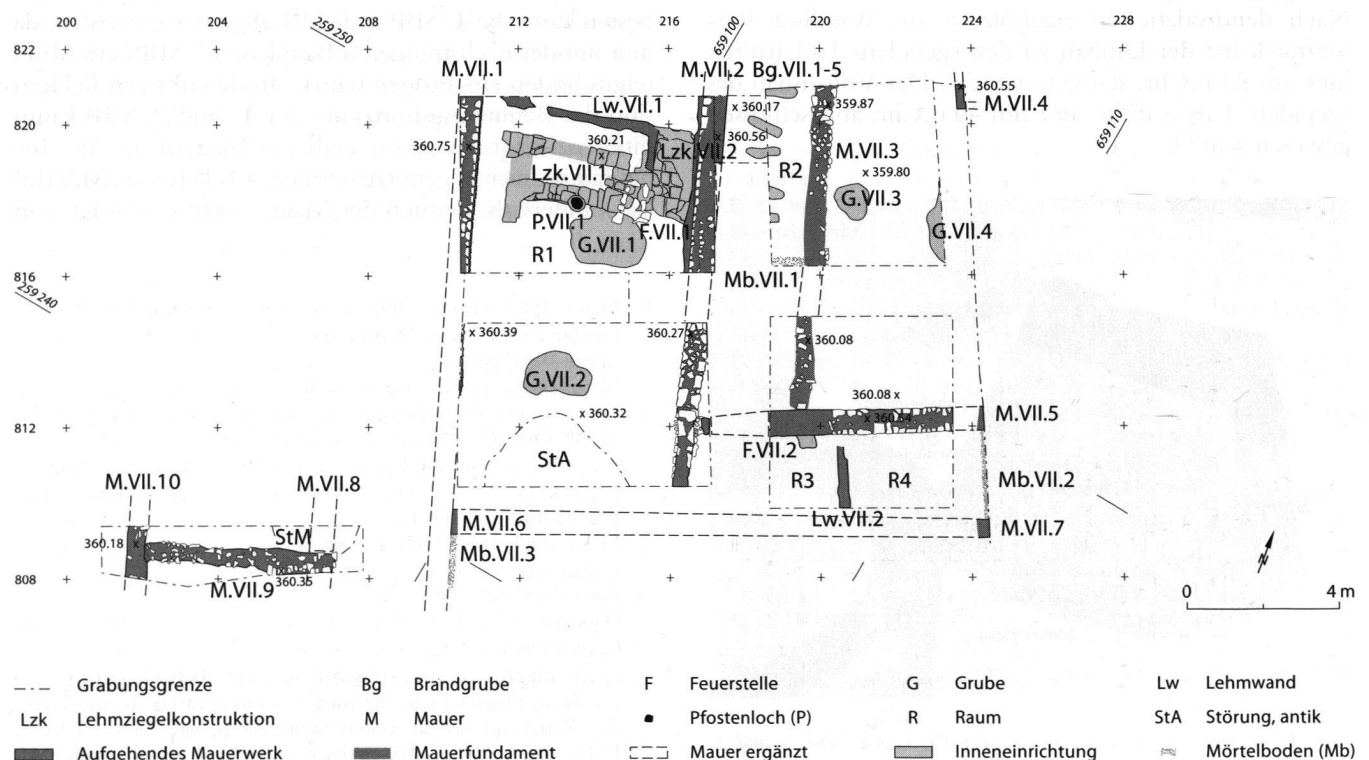 200 259 250 208 212 216 659 100 220 224 228
822
M.VII.1 M.VII.2 Bg.VII.1-5 x 360.55
Lw.VII.1 x 360.17 x 359.87 M.VII.4
820 659 110
360.75 x 360.21 x x 360.56 M.VII.3
Lzk.VII.2 R2
Lzk.VII.1 x 359.80
P.VII.1 F.VII.1 G.VII.3
R1 G.VII.1 G.VII.4
816 Mb.VII.1
259 240
x 360.39 360.27 x x 360.08
G.VII.2
x 360.32 360.08 x
812 M.VII.5
StA F.VII.2
R3 R4
M.VII.10 M.VII.8 Mb.VII.2
M.VII.6 Lw.VII.2 M.VII.7
360.18 x StM
Mb.VII.3
x 360.35
808 M.VII.9
N
0 4 m
Grabungsgrenze Bg Brandgrube F Feuerstelle G Grube Lw Lehmwand
Lzk Lehmziegelkonstruktion M Mauer Pfostenloch (P) R Raum StA Störung, antik
Aufgehendes Mauerwerk Mauerfundament Mauer ergänzt Inneneinrichtung Mörtelboden (Mb)